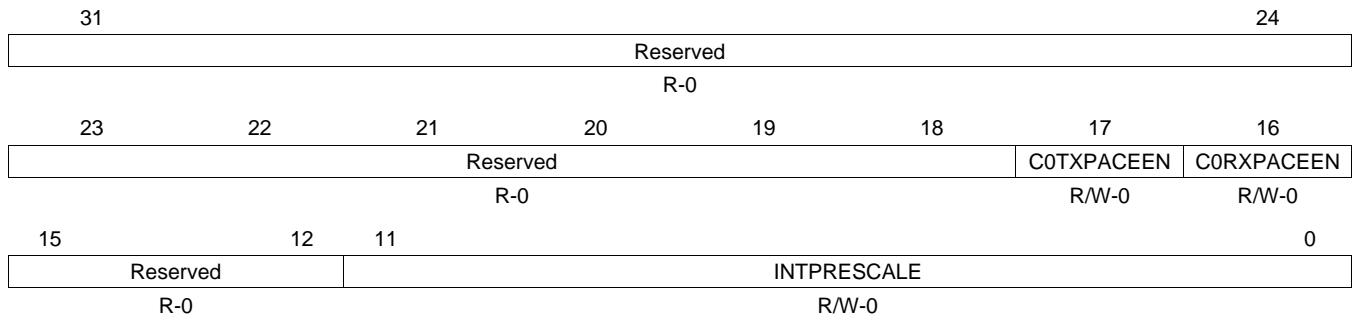 31 24
Reserved
R-0
23 22 21 20 19 18 17 16
Reserved C0TXPACEEN C0RXPACEEN
R-0 R/W-0 R/W-0
15 12 11 0
Reserved INTPRESCALE
R-0 R/W-0